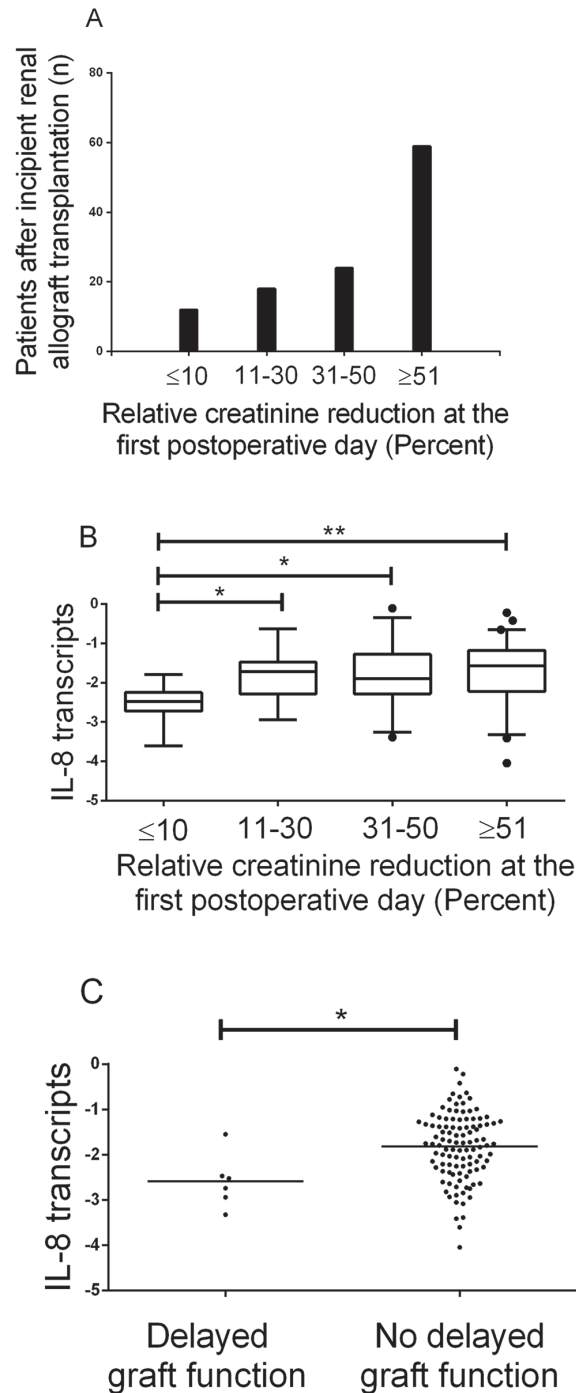 A
Patients after incipient renal
allograft transplantation (n)
80
60
40
20
0
≤10 11-30 31-50 ≥51
Relative creatinine reduction at the
first postoperative day (Percent)
B
**
*
*
IL-8 transcripts
0
-1
-2
-3
-4
-5
≤10 11-30 31-50 ≥51
Relative creatinine reduction at the
first postoperative day (Percent)
C
*
IL-8 transcripts
0
-1
-2
-3
-4
-5
Delayed No delayed
graft function graft function